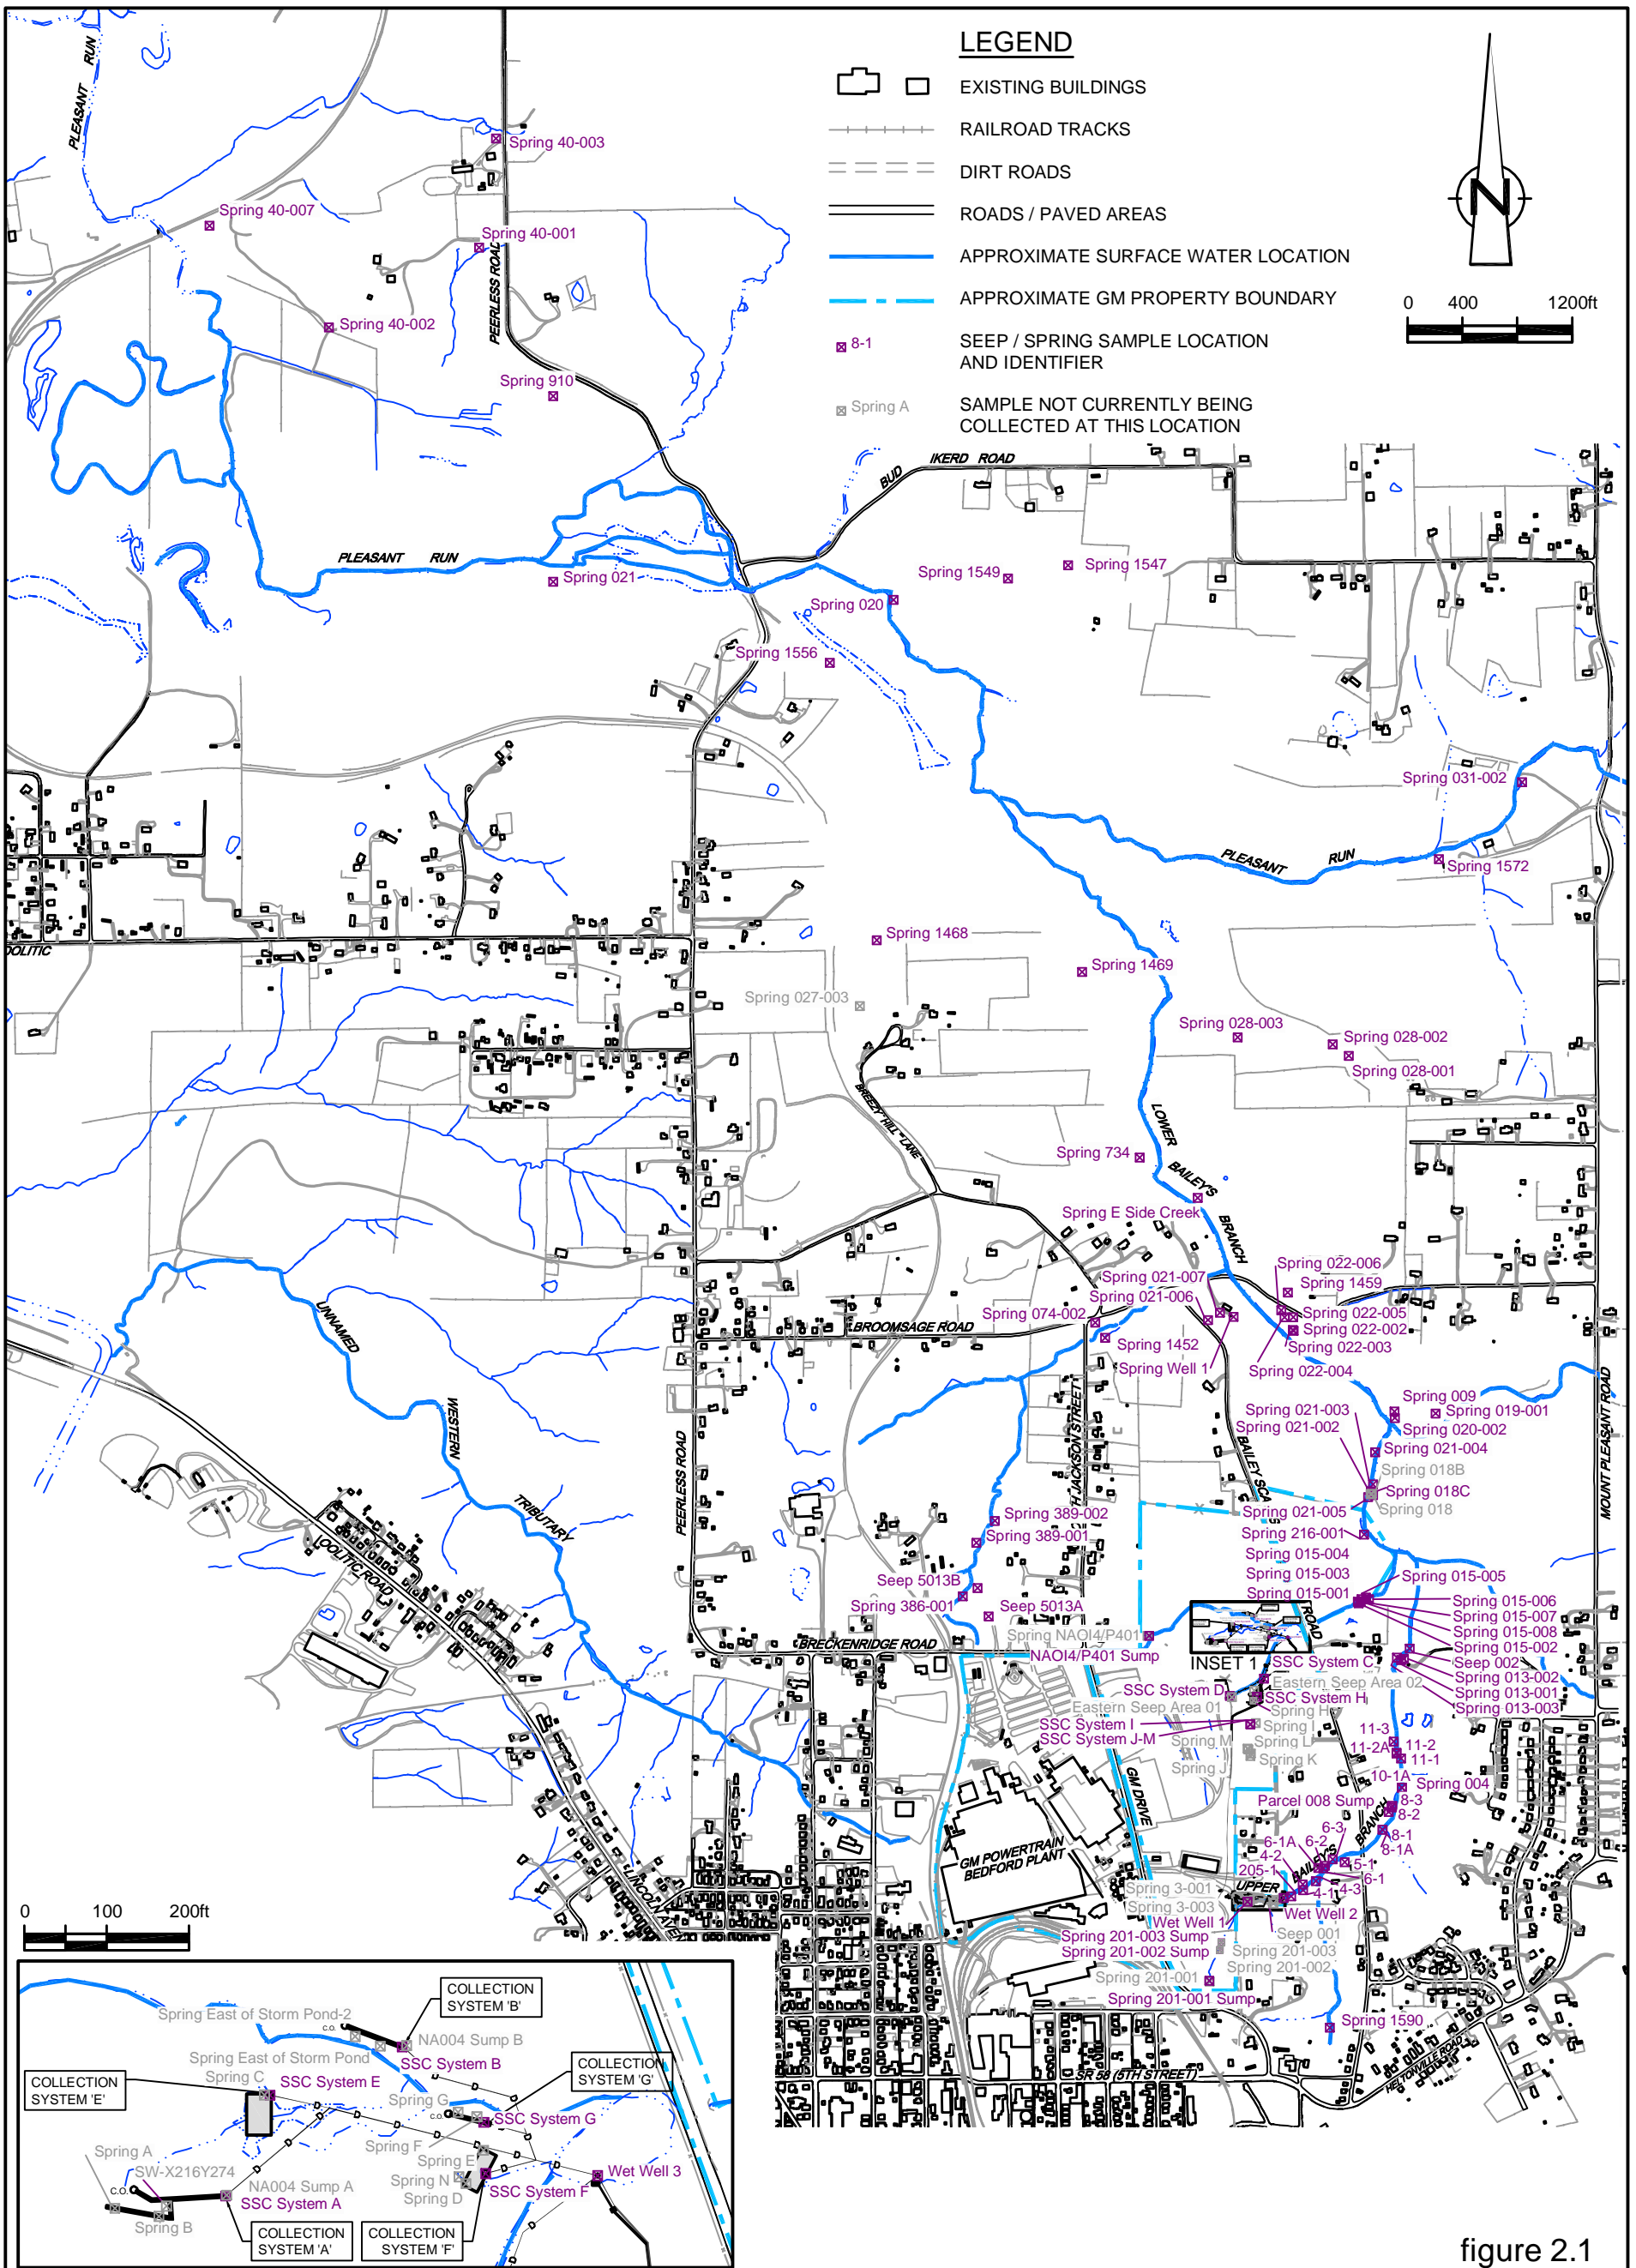 LEGEND
EXISTING BUILDINGS
RAILROAD TRACKS
DIRT ROADS
ROADS / PAVED AREAS
APPROXIMATE SURFACE WATER LOCATION
APPROXIMATE GM PROPERTY BOUNDARY
8-1
SEEP / SPRING SAMPLE LOCATION
AND IDENTIFIER
Spring A
SAMPLE NOT CURRENTLY BEING
COLLECTED AT THIS LOCATION
N
0 400 1200ft
PLEASANT RUN
Spring 40-003
Spring 40-007
Spring 40-001
PEERLESS ROAD
Spring 40-002
Spring 910
BUD IKERD ROAD
PLEASANT RUN
Spring 021
Spring 1549
Spring 1547
Spring 020
Spring 1556
Spring 031-002
PLEASANT RUN
Spring 1572
OOLITIC
Spring 1468
Spring 1469
Spring 027-003
Spring 028-003
Spring 028-002
Spring 028-001
BREEZY HILL LANE
LOWER BAILEY'S BRANCH
Spring 734
Spring E Side Creek
Spring 022-006
Spring 021-007
Spring 1459
Spring 021-006
Spring 074-002
Spring 022-005
BROOMSAGE ROAD
Spring 022-002
Spring 1452
Spring 022-003
Spring Well 1
Spring 022-004
UNNAMED WESTERN TRIBUTARY
PEERLESS ROAD
H JACKSON STREET
BAILEY SCA
ROAD
MOUNT PLEASANT ROAD
Spring 009
Spring 021-003
Spring 019-001
Spring 021-002
Spring 020-002
Spring 021-004
Spring 018B
Spring 018C
Spring 021-005
Spring 018
Spring 389-002
Spring 216-001
Spring 389-001
Spring 015-004
Spring 015-003
Spring 015-005
Seep 5013B
Spring 015-001
Spring 386-001
Spring 015-006
Seep 5013A
Spring 015-007
Spring NAOI4/P401
Spring 015-008
BRECKENRIDGE ROAD
NAOI4/P401 Sump
Spring 015-002
INSET 1
SSC System C
Seep 002
Eastern Seep Area 02
Spring 013-002
SSC System D
Spring 013-001
SSC System H
Spring 013-003
Eastern Seep Area 01
Spring H
SSC System I
Spring I
SSC System J-M
Spring M
Spring L
Spring K
Spring J
11-3
11-2
11-2A
11-1
10-1A
Spring 004
GM DRIVE
Parcel 008 Sump
8-3
8-2
8-1
8-1A
GM POWERTRAIN
BEDFORD PLANT
UPPER BAILEY'S BRANCH
6-3
6-1A
6-2
4-2
5-1
205-1
6-1
4-1
4-3
Spring 3-001
Spring 3-003
Wet Well 1
Wet Well 2
Spring 201-003 Sump
Seep 001
Spring 201-002 Sump
Spring 201-003
Spring 201-002
Spring 201-001
Spring 201-001 Sump
Spring 1590
HELTONVILLE ROAD
SR 58 (5TH STREET)
OOLITIC ROAD
LINCOLN AVE
0 100 200ft
COLLECTION
SYSTEM 'B'
Spring East of Storm Pond-2
c.o.
NA004 Sump B
Spring East of Storm Pond
SSC System B
COLLECTION
SYSTEM 'G'
COLLECTION
SYSTEM 'E'
Spring C
SSC System E
Spring G
c.o.
SSC System G
Spring F
Spring A
Spring E
SW-X216Y274
Spring N
Wet Well 3
c.o.
NA004 Sump A
SSC System F
Spring D
SSC System A
Spring B
COLLECTION
SYSTEM 'A'
COLLECTION
SYSTEM 'F'
figure 2.1